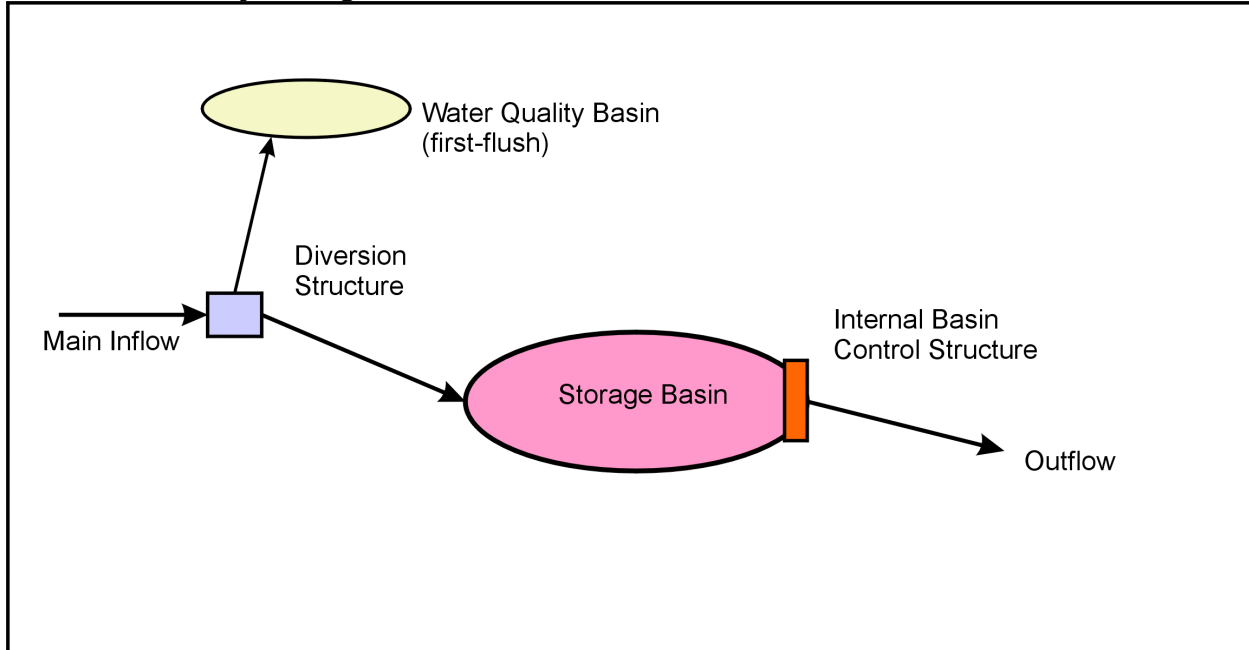 Water Quality Basin
(first-flush)
Diversion
Structure
Main Inflow
Internal Basin
Control Structure
Storage Basin
Outflow